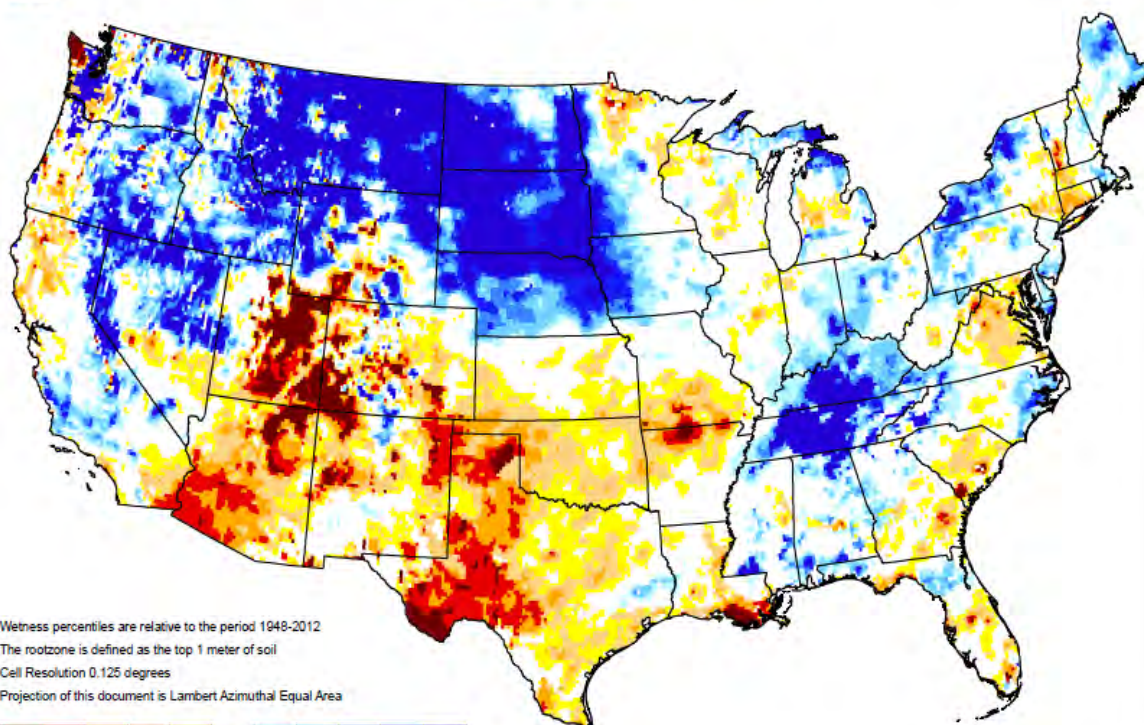 Wetness percentiles are relative to the period 1948-2012
The rootzone is defined as the top 1 meter of soil
Cell Resolution 0.125 degrees
Projection of this document is Lambert Azimuthal Equal Area